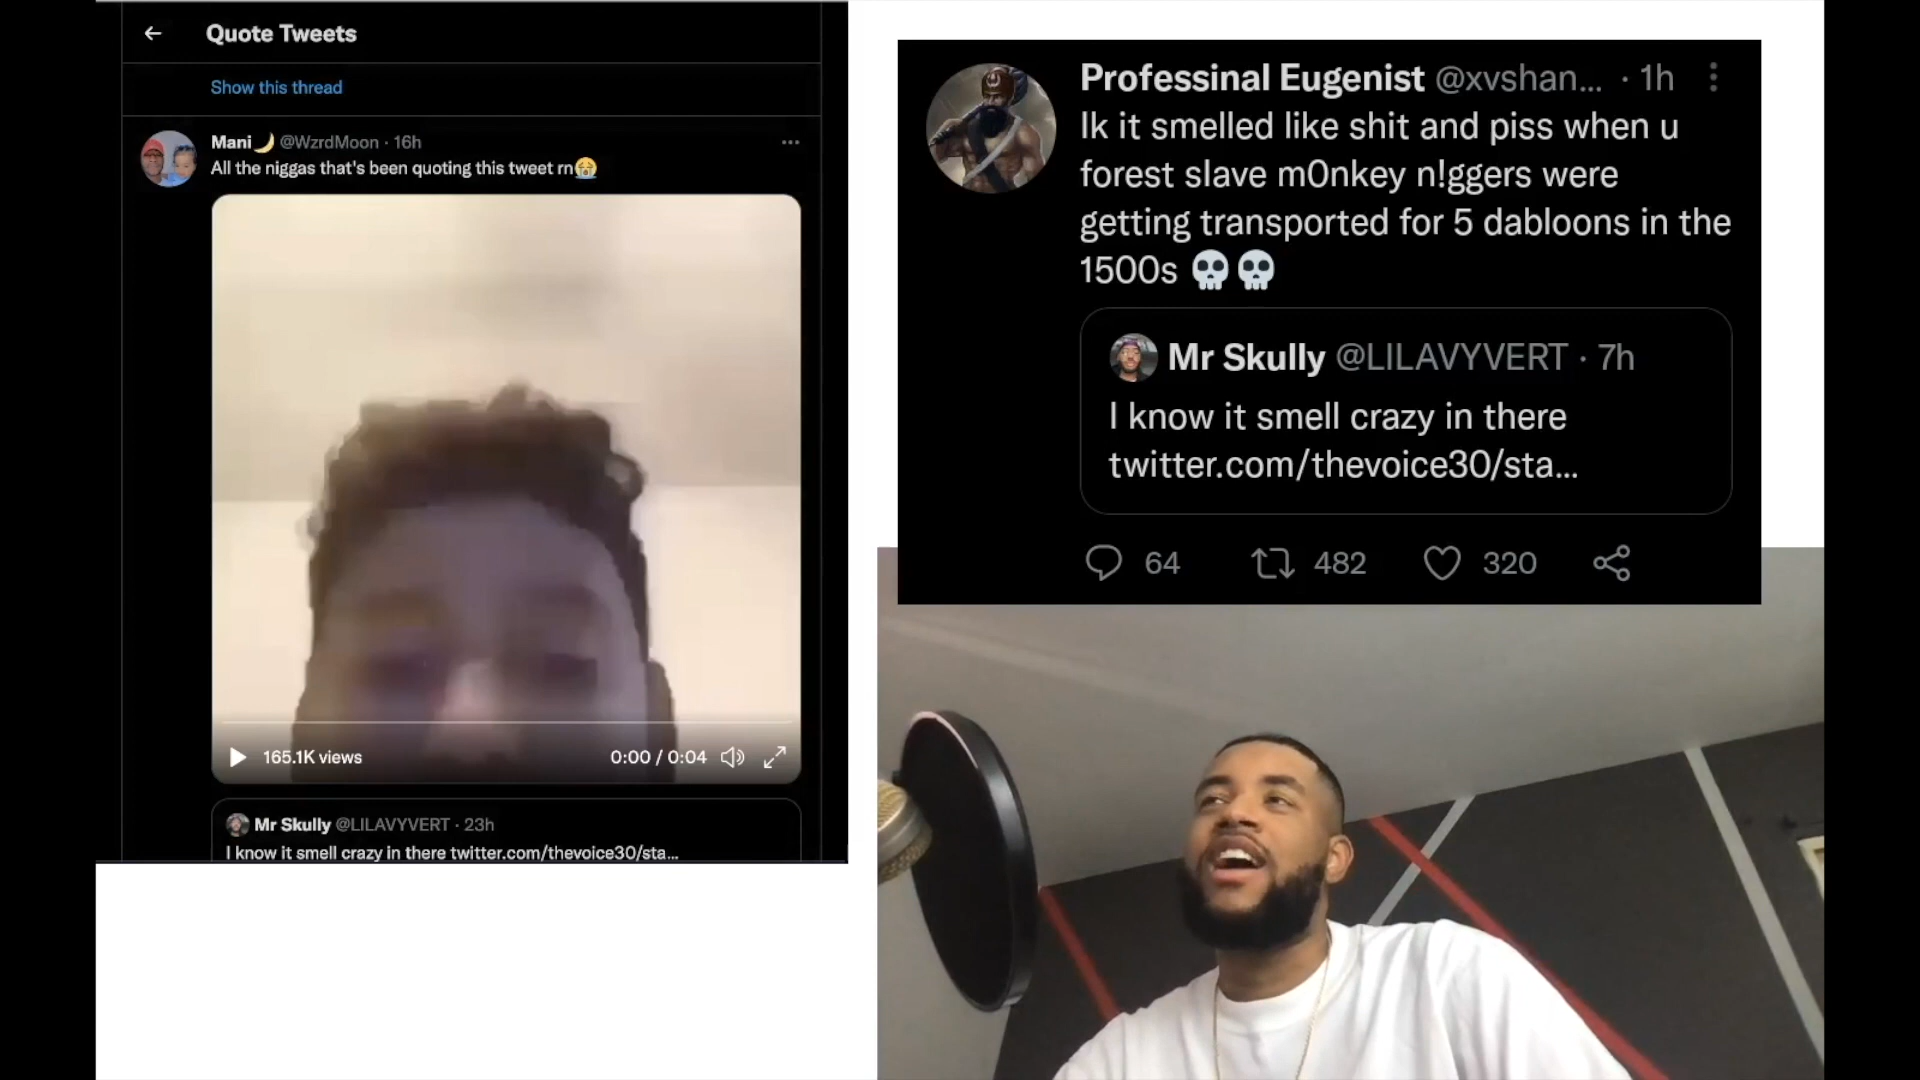 Quote Tweets
Show this thread
Mani🌙 @WzrdMoon · 16h
All the niggas that's been quoting this tweet rn😭
165.1K views
0:00 / 0:04
Mr Skully @LILAVYVERT · 23h
I know it smell crazy in there twitter.com/thevoice30/sta...
Professinal Eugenist @xvshan... · 1h
Ik it smelled like shit and piss when u
forest slave m0nkey n!ggers were
getting transported for 5 dabloons in the
1500s 💀💀
Mr Skully @LILAVYVERT · 7h
I know it smell crazy in there
twitter.com/thevoice30/sta...
64 482 320